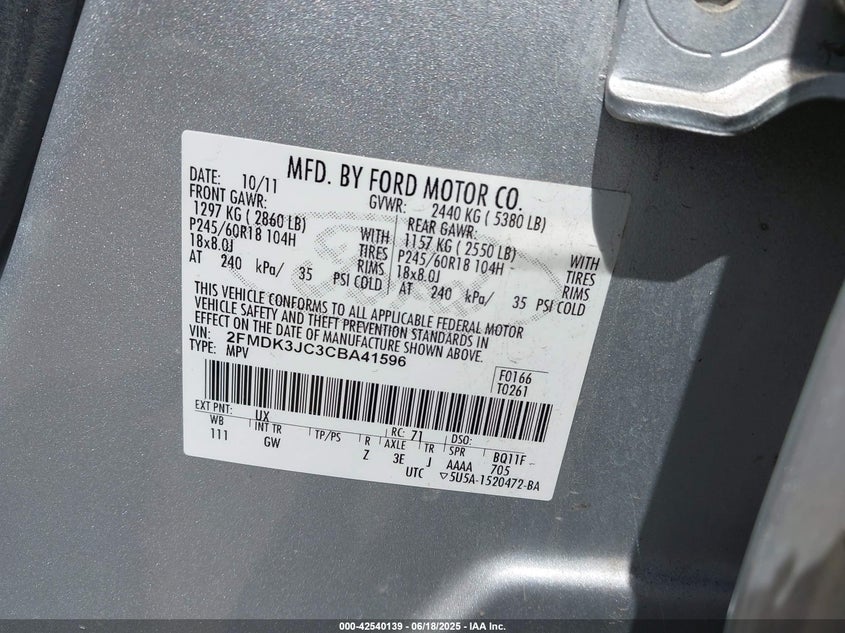 MFD. BY FORD MOTOR CO.
DATE: 10/11 GVWR: 2440 KG ( 5380 LB)
FRONT GAWR: REAR GAWR:
1297 KG ( 2860 LB) WITH 1157 KG ( 2550 LB) WITH
P245/60R18 104H TIRES P245/60R18 104H TIRES
18x8.0J RIMS 18x8.0J RIMS
AT 240 kPa/ 35 PSI COLD AT 240 kPa/ 35 PSI COLD
THIS VEHICLE CONFORMS TO ALL APPLICABLE FEDERAL MOTOR
VEHICLE SAFETY AND THEFT PREVENTION STANDARDS IN
EFFECT ON THE DATE OF MANUFACTURE SHOWN ABOVE.
VIN: 2FMDK3JC3CBA41596
TYPE: MPV
F0166
T0261
EXT PNT: UX RC: 71 DSO:
WB INT TR TP/PS R AXLE TR SPR BQ11F
111 GW Z 3E J AAAA 705
UTC ▽5U5A-1520472-BA
000-42540139 - 06/18/2025 - IAA Inc.